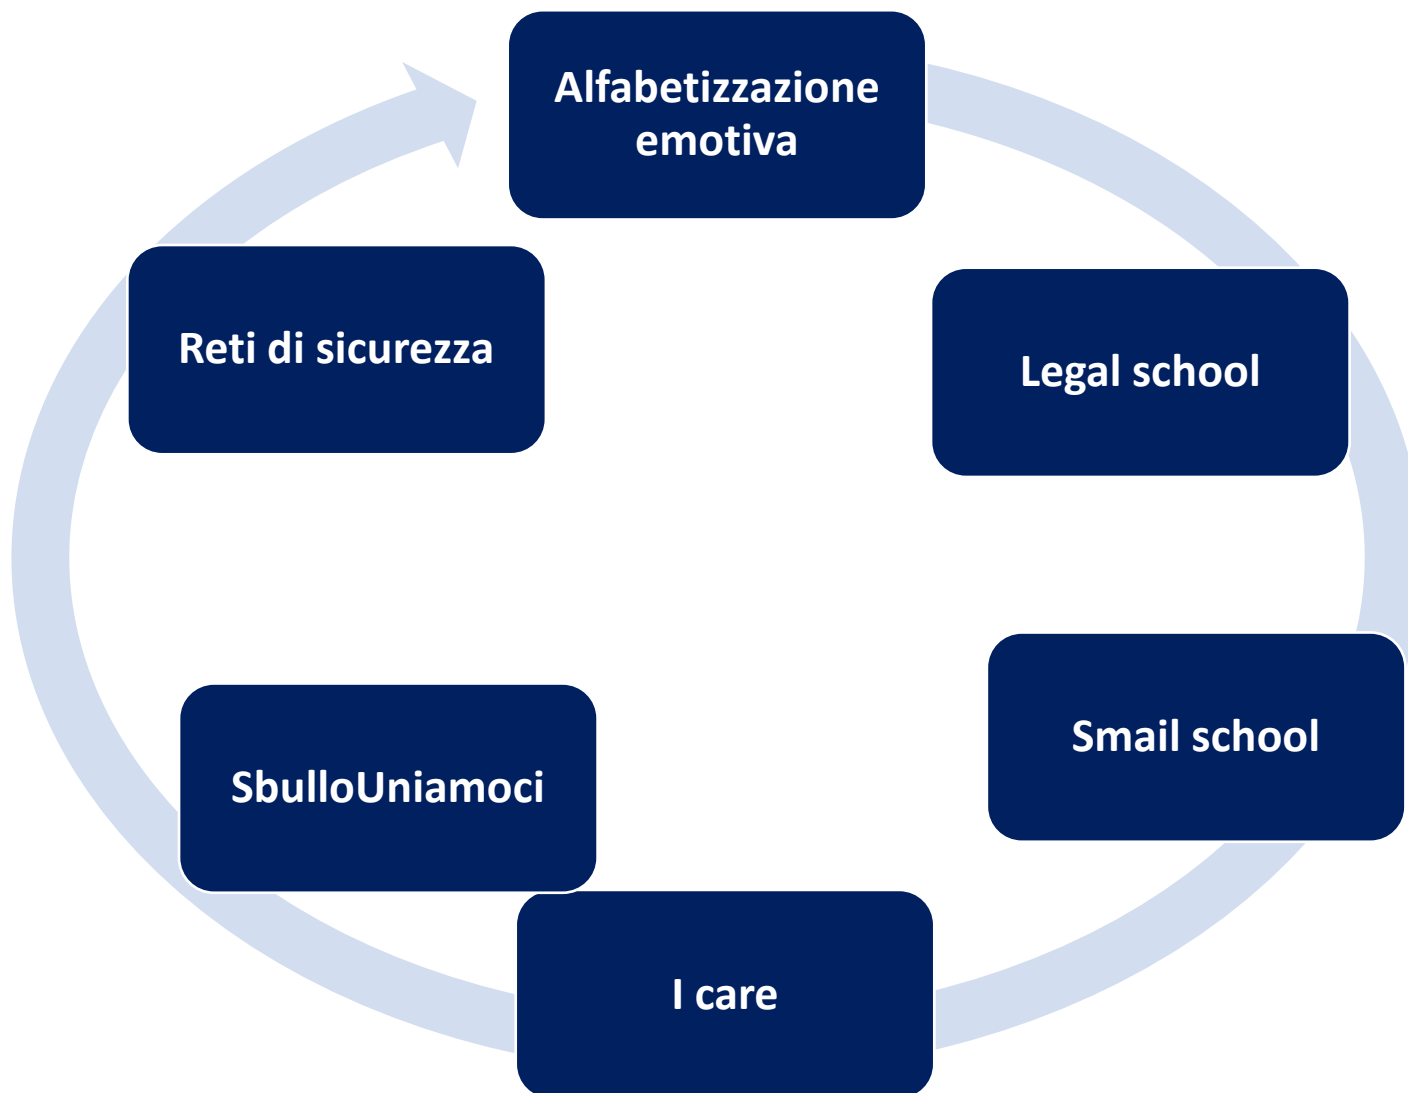 Alfabetizzazione
emotiva
Legal school
Smail school
I care
SbulloUniamoci
Reti di sicurezza